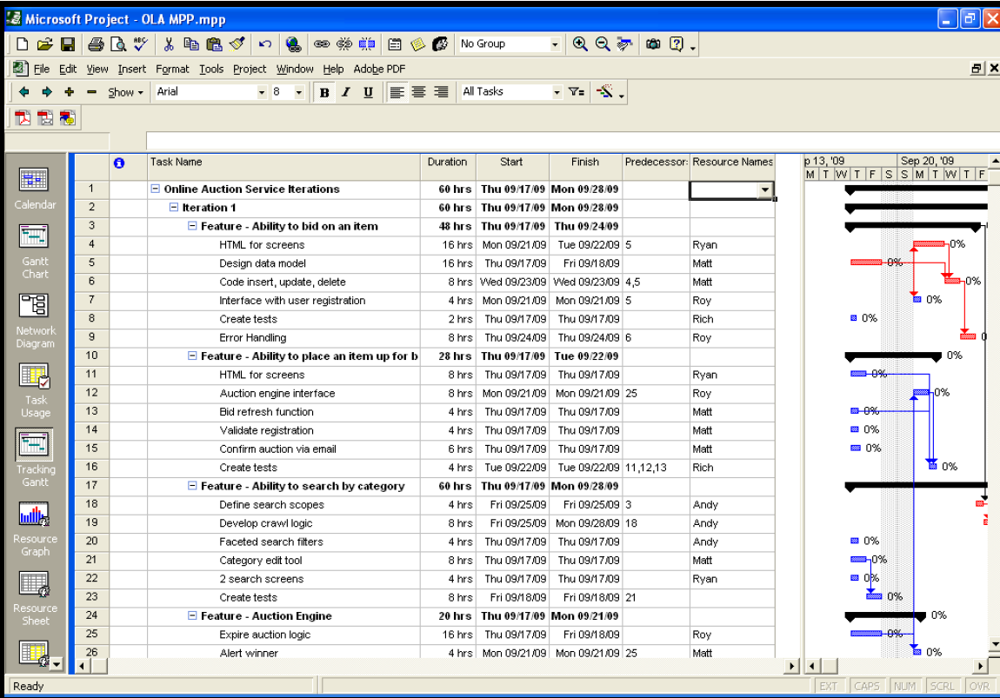 Microsoft Project - OLA MPP.mpp
No Group
File Edit View Insert Format Tools Project Window Help Adobe PDF
Show Arial 8 B I U All Tasks
Task Name Duration Start Finish Predecessor Resource Names p 13, '09 Sep 20, '09
M T W T F S S M T W T F
1 Online Auction Service Iterations 60 hrs Thu 09/17/09 Mon 09/28/09
2 Iteration 1 60 hrs Thu 09/17/09 Mon 09/28/09
3 Feature - Ability to bid on an item 48 hrs Thu 09/17/09 Thu 09/24/09
4 HTML for screens 16 hrs Mon 09/21/09 Tue 09/22/09 5 Ryan 0%
5 Design data model 16 hrs Thu 09/17/09 Fri 09/18/09 Matt 0%
6 Code insert, update, delete 8 hrs Wed 09/23/09 Wed 09/23/09 4,5 Matt 0%
7 Interface with user registration 4 hrs Mon 09/21/09 Mon 09/21/09 5 Roy 0%
8 Create tests 2 hrs Thu 09/17/09 Thu 09/17/09 Rich 0%
9 Error Handling 8 hrs Thu 09/24/09 Thu 09/24/09 6 Roy 0
10 Feature - Ability to place an item up for b 28 hrs Thu 09/17/09 Tue 09/22/09 0%
11 HTML for screens 8 hrs Thu 09/17/09 Thu 09/17/09 Ryan 0%
12 Auction engine interface 8 hrs Mon 09/21/09 Mon 09/21/09 25 Roy 0%
13 Bid refresh function 4 hrs Thu 09/17/09 Thu 09/17/09 Matt 0%
14 Validate registration 4 hrs Thu 09/17/09 Thu 09/17/09 Matt 0%
15 Confirm auction via email 6 hrs Thu 09/17/09 Thu 09/17/09 Matt 0%
16 Create tests 4 hrs Tue 09/22/09 Tue 09/22/09 11,12,13 Rich 0%
17 Feature - Ability to search by category 60 hrs Thu 09/17/09 Mon 09/28/09
18 Define search scopes 4 hrs Fri 09/25/09 Fri 09/25/09 3 Andy
19 Develop crawl logic 8 hrs Fri 09/25/09 Mon 09/28/09 18 Andy
20 Faceted search filters 4 hrs Thu 09/17/09 Thu 09/17/09 Andy 0%
21 Category edit tool 8 hrs Thu 09/17/09 Thu 09/17/09 Matt 0%
22 2 search screens 4 hrs Thu 09/17/09 Thu 09/17/09 Ryan 0%
23 Create tests 8 hrs Fri 09/18/09 Fri 09/18/09 21 0%
24 Feature - Auction Engine 20 hrs Thu 09/17/09 Mon 09/21/09 0%
25 Expire auction logic 16 hrs Thu 09/17/09 Fri 09/18/09 Roy 0%
26 Alert winner 4 hrs Mon 09/21/09 Mon 09/21/09 25 Matt 0%
Calendar
Gantt
Chart
Network
Diagram
Task
Usage
Tracking
Gantt
Resource
Graph
Resource
Sheet
Ready EXT CAPS NUM SCRL OVR